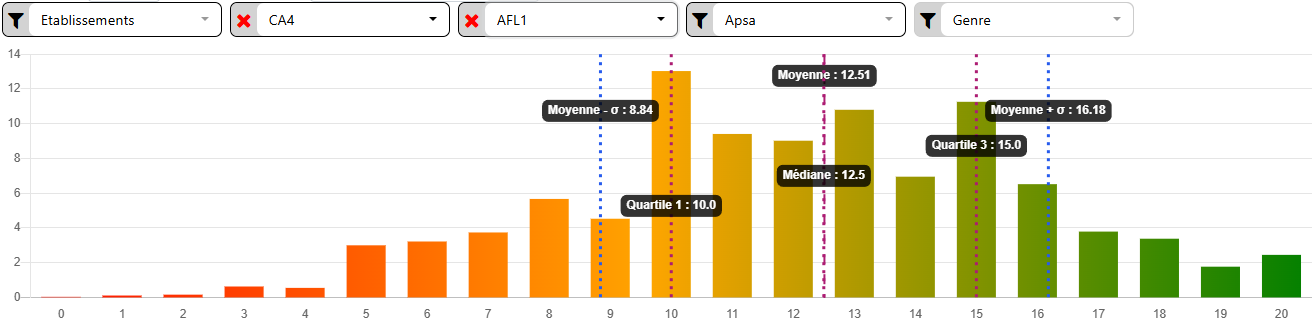 Etablissements CA4 AFL1 Apsa Genre
14
12
10
8
6
4
2
0
Moyenne : 12.51
Moyenne - σ : 8.84
Moyenne + σ : 16.18
Quartile 3 : 15.0
Médiane : 12.5
Quartile 1 : 10.0
0 1 2 3 4 5 6 7 8 9 10 11 12 13 14 15 16 17 18 19 20